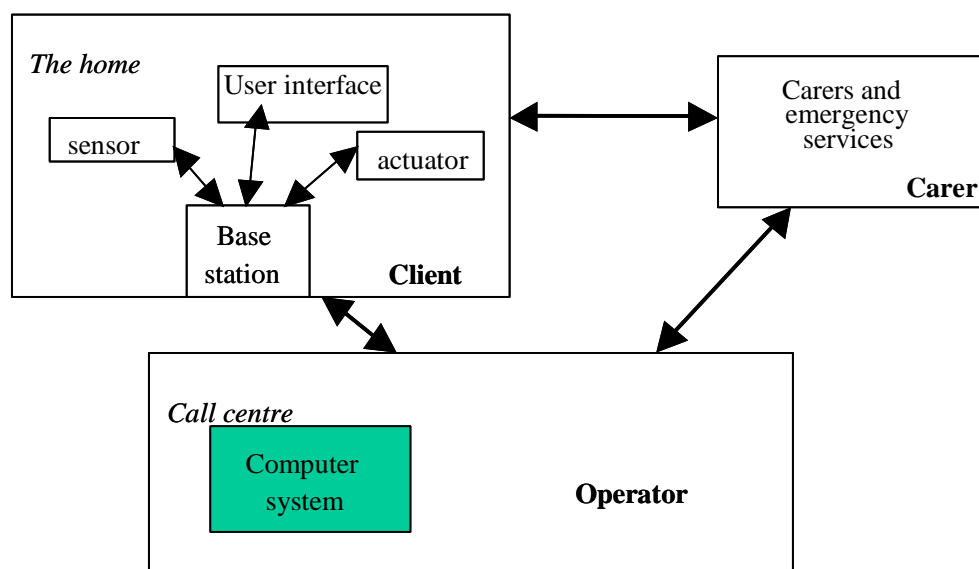 The home
User interface
sensor
actuator
Base
station
Client
Carers and
emergency
services
Carer
Call centre
Computer
system
Operator